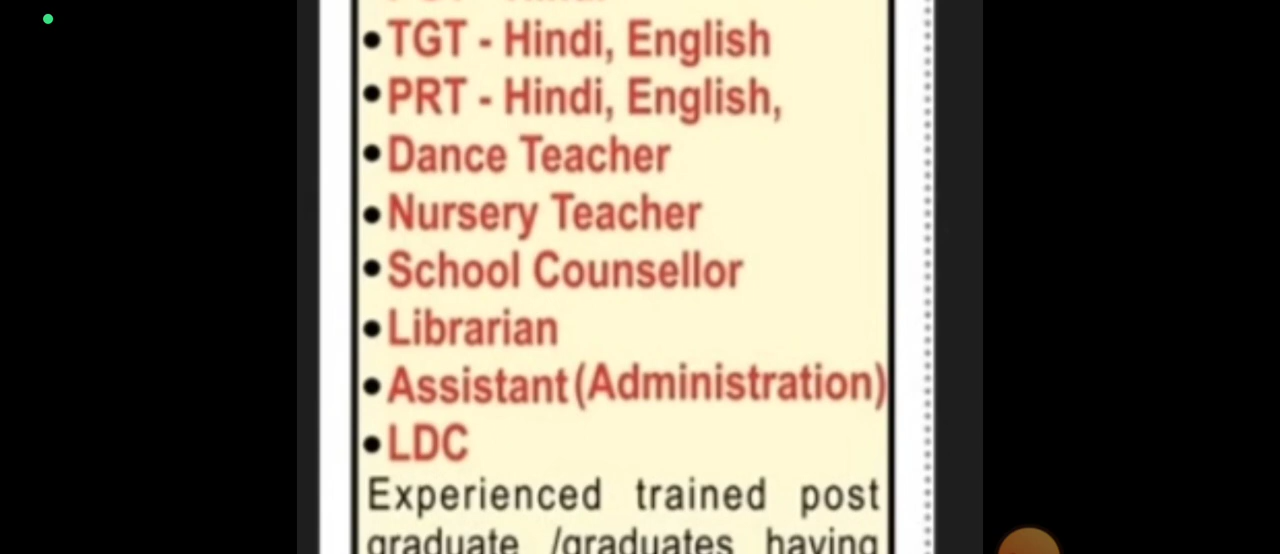 • TGT - Hindi, English
• PRT - Hindi, English,
• Dance Teacher
• Nursery Teacher
• School Counsellor
• Librarian
• Assistant (Administration)
• LDC
Experienced trained post
graduate /graduates having